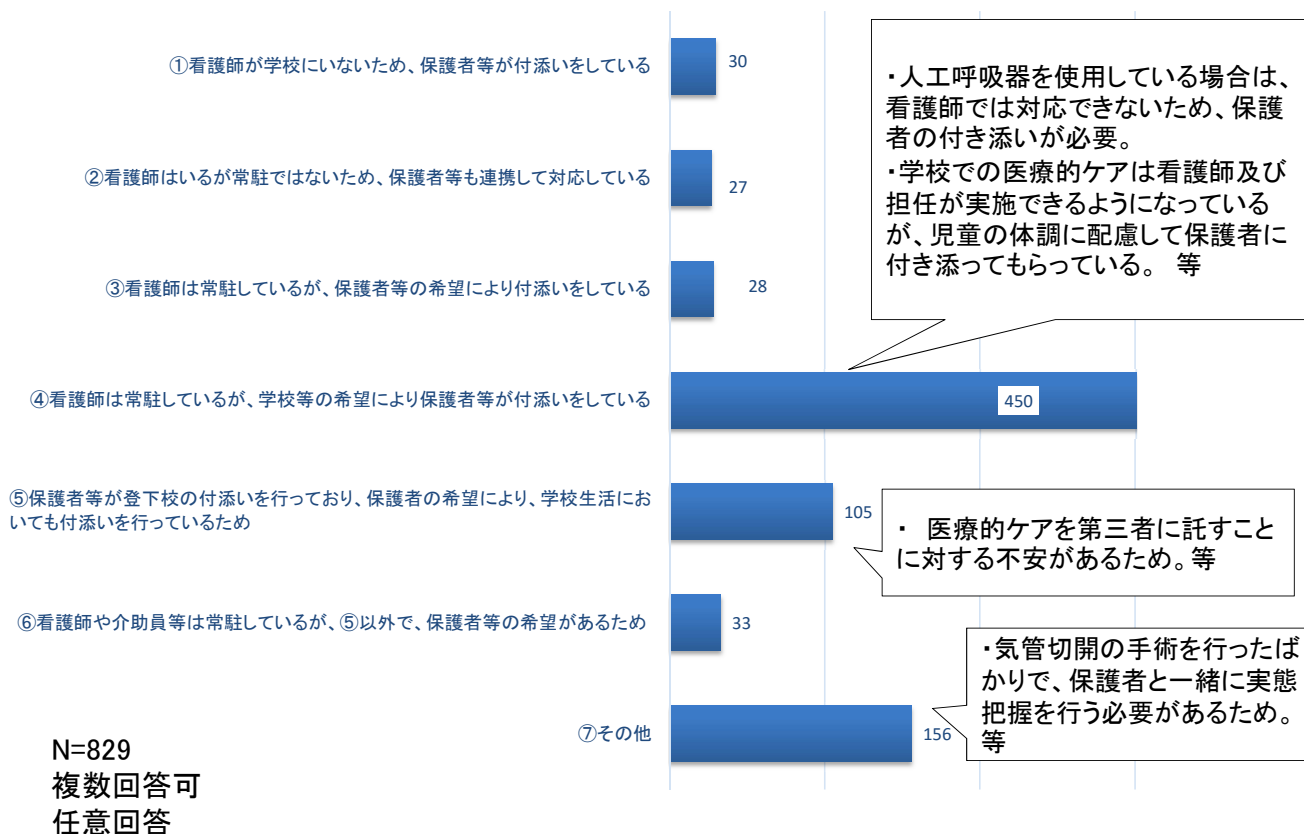 ①看護師が学校にいないため、保護者等が付添いをしている
30
②看護師はいるが常駐ではないため、保護者等も連携して対応している
27
③看護師は常駐しているが、保護者等の希望により付添いをしている
28
④看護師は常駐しているが、学校等の希望により保護者等が付添いをしている
450
・人工呼吸器を使用している場合は、
看護師では対応できないため、保護
者の付き添いが必要。
・学校での医療的ケアは看護師及び
担任が実施できるようになっている
が、児童の体調に配慮して保護者に
付き添ってもらっている。 等
⑤保護者等が登下校の付添いを行っており、保護者の希望により、学校生活にお
いても付添いを行っているため
105
・ 医療的ケアを第三者に託すこと
に対する不安があるため。等
⑥看護師や介助員等は常駐しているが、⑤以外で、保護者等の希望があるため
33
⑦その他
156
・気管切開の手術を行ったば
かりで、保護者と一緒に実態
把握を行う必要があるため。
等
N=829
複数回答可
任意回答